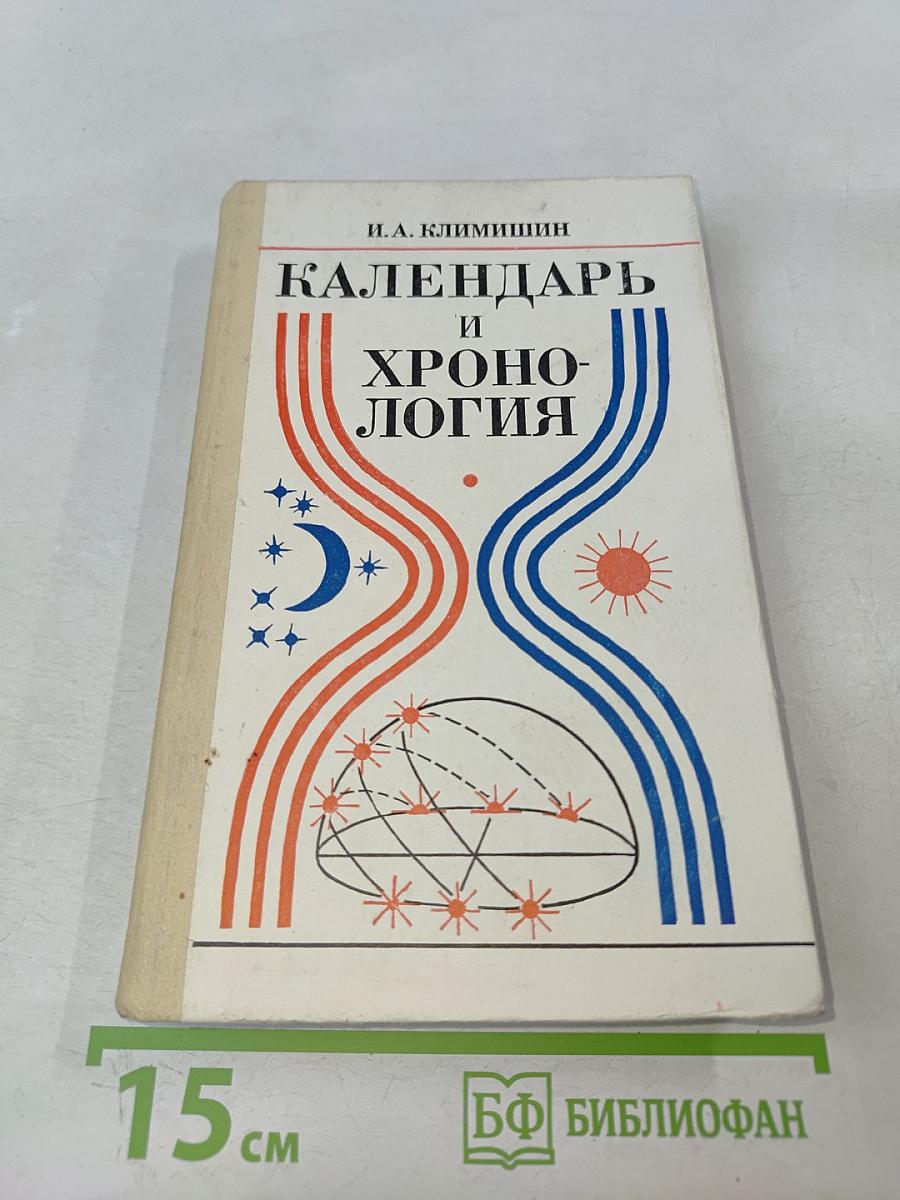 И. А. КЛИМИШИН
КАЛЕНДАРЬ
И
ХРОНО-
ЛОГИЯ
15 см
БФ БИБЛИОФАН